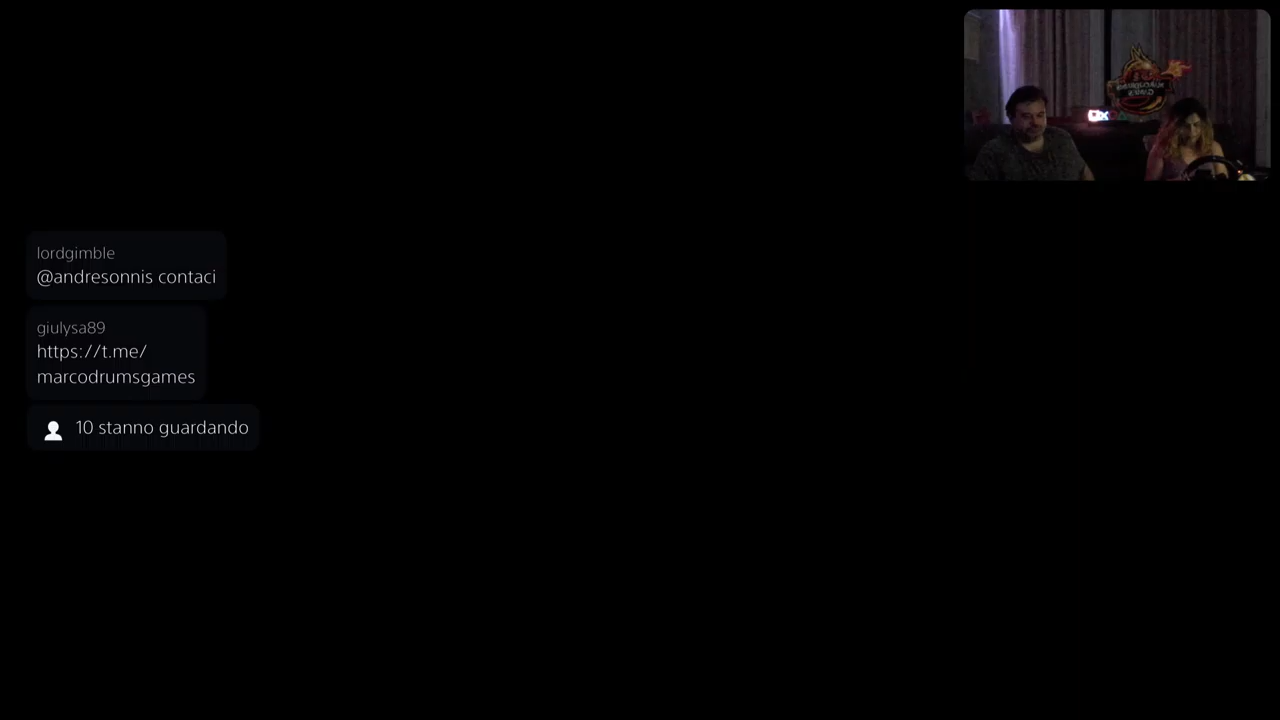 lordgimble
@andresonnis contaci
giulysa89
https://t.me/
marcodrumsgames
10 stanno guardando